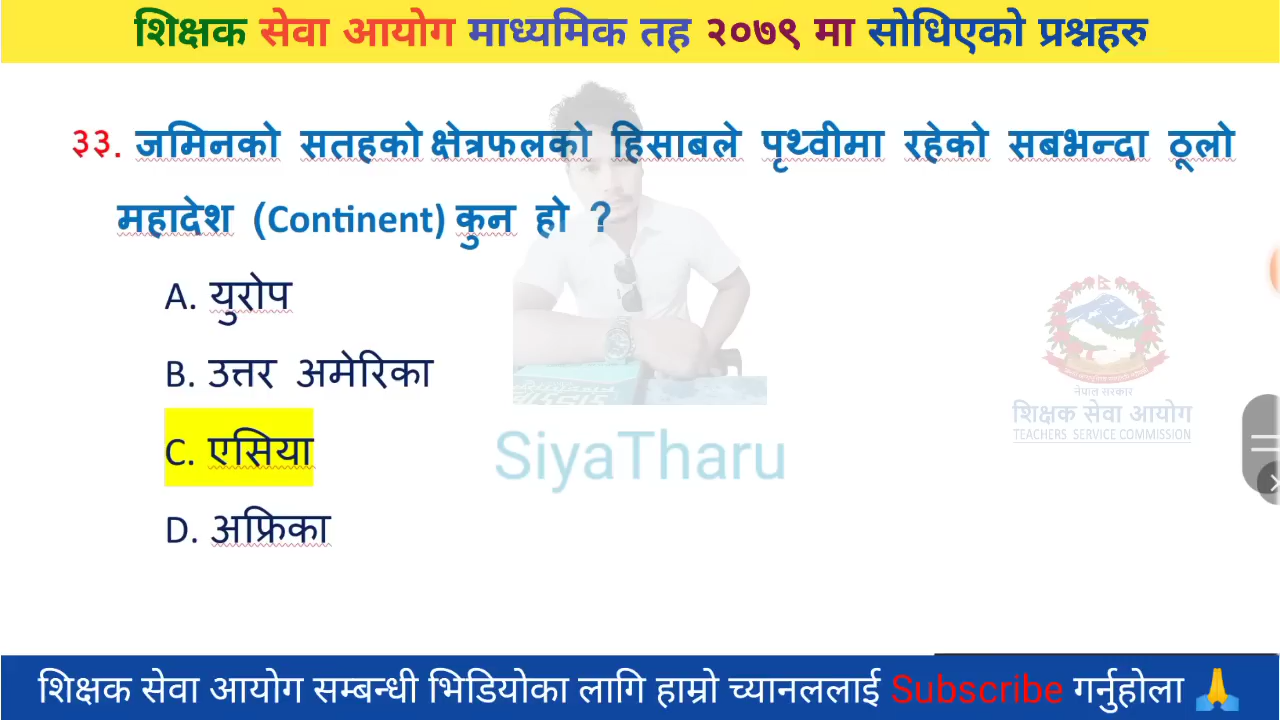 शिक्षक सेवा आयोग माध्यमिक तह २०७९ मा सोधिएको प्रश्नहरु
३३. जमिनको सतहको क्षेत्रफलको हिसाबले पृथ्वीमा रहेको सबभन्दा ठूलो
महादेश (Continent) कुन हो ?
A. युरोप
B. उत्तर अमेरिका
C. एसिया
D. अफ्रिका
नेपाल सरकार
शिक्षक सेवा आयोग
TEACHERS SERVICE COMMISSION
SiyaTharu
शिक्षक सेवा आयोग सम्बन्धी भिडियोका लागि हाम्रो च्यानललाई Subscribe गर्नुहोला 🙏